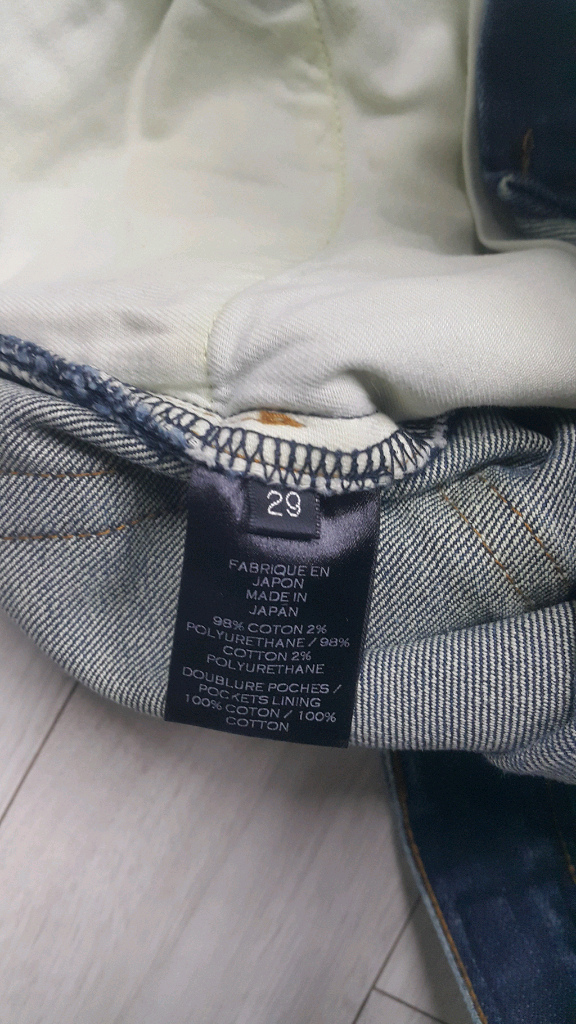 29
FABRIQUE EN
JAPON
MADE IN
JAPAN
98% COTON 2%
POLYURETHANE / 98%
COTTON 2%
POLYURETHANE
DOUBLURE POCHES /
POCKETS LINING
100% COTON / 100%
COTTON